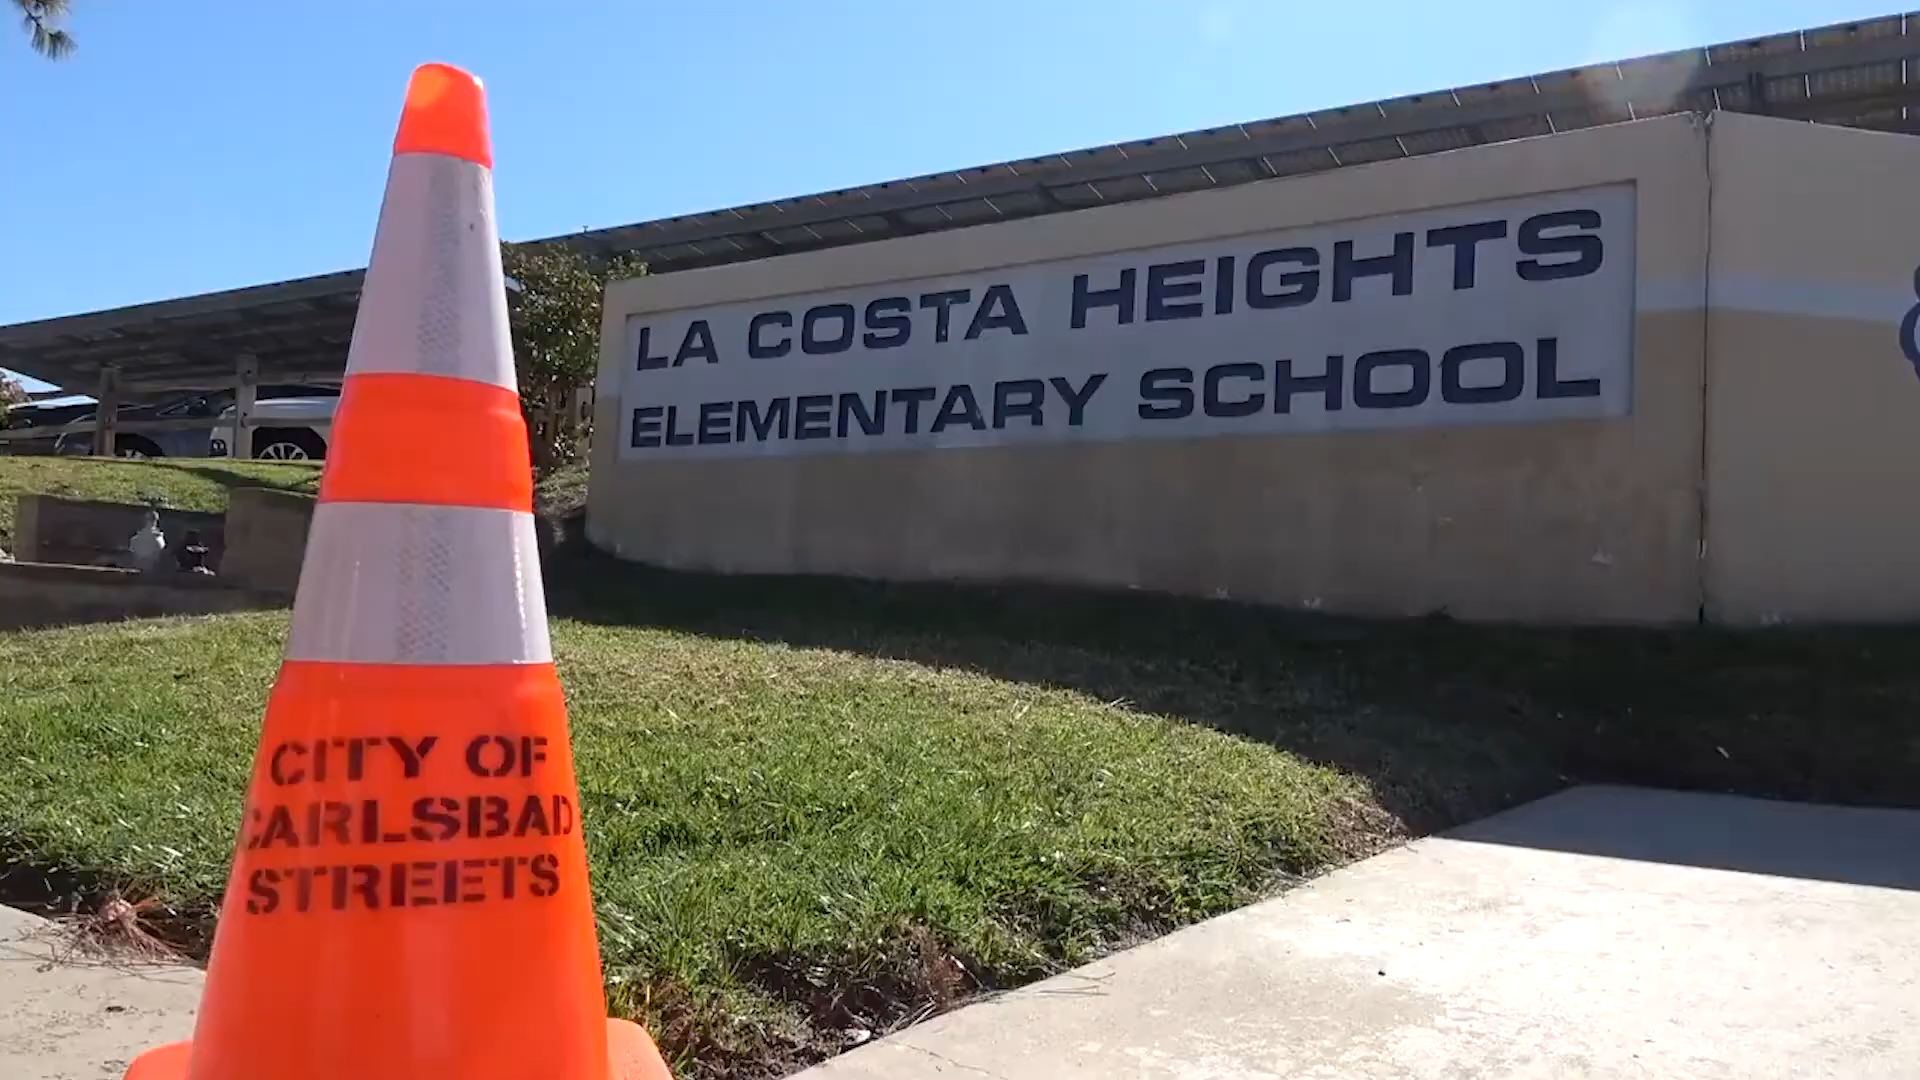 LA COSTA HEIGHTS
ELEMENTARY SCHOOL
CITY OF
CARLSBAD
STREETS